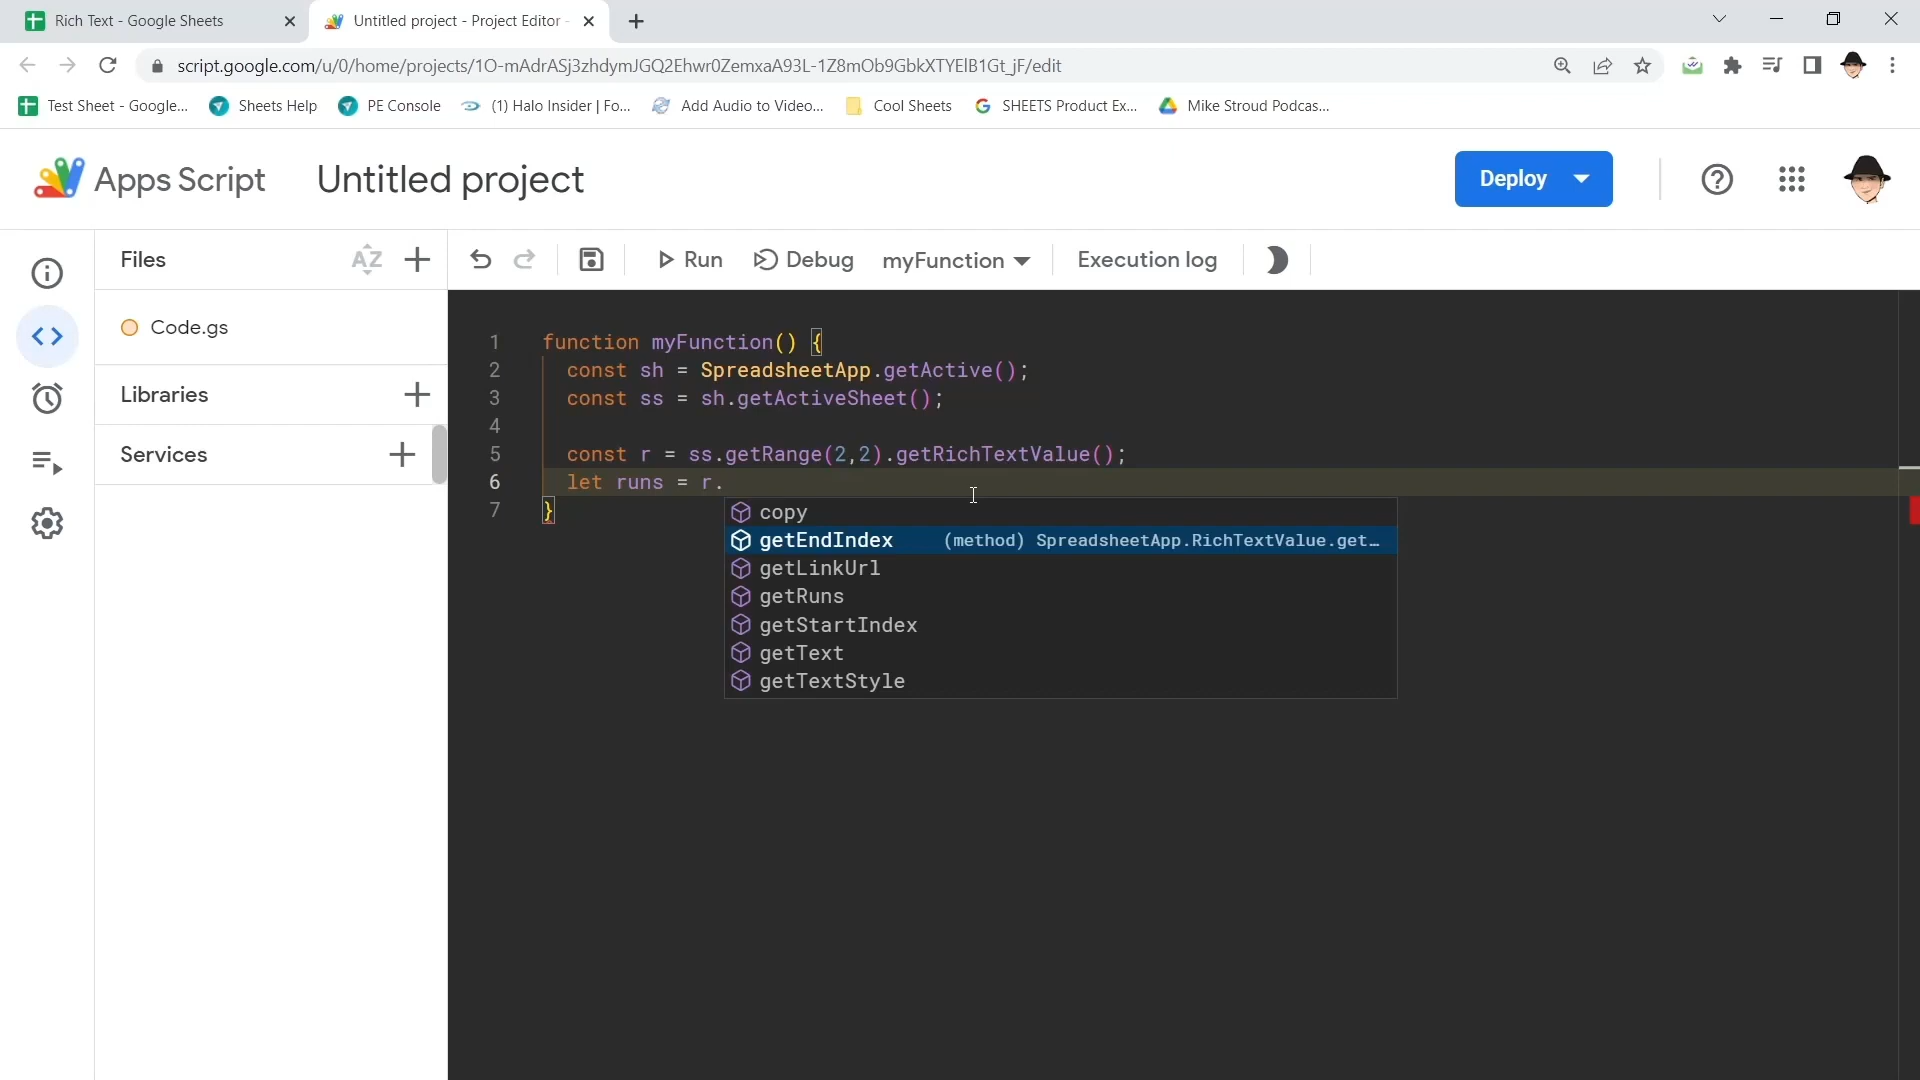 Rich Text - Google Sheets
Untitled project - Project Editor -
script.google.com/u/0/home/projects/1O-mAdrASj3zhdymJGQ2Ehwr0ZemxaA93L-1Z8mOb9GbkXTYElB1Gt_jF/edit
Test Sheet - Google...
Sheets Help
PE Console
(1) Halo Insider | Fo...
Add Audio to Video...
Cool Sheets
SHEETS Product Ex...
Mike Stroud Podcas...
Apps Script
Untitled project
Deploy
Files
AZ
Run
Debug
myFunction
Execution log
Code.gs
Libraries
Services
1 function myFunction() {
2 const sh = SpreadsheetApp.getActive();
3 const ss = sh.getActiveSheet();
4
5 const r = ss.getRange(2,2).getRichTextValue();
6 let runs = r.
7 }
copy
getEndIndex (method) SpreadsheetApp.RichTextValue.get…
getLinkUrl
getRuns
getStartIndex
getText
getTextStyle